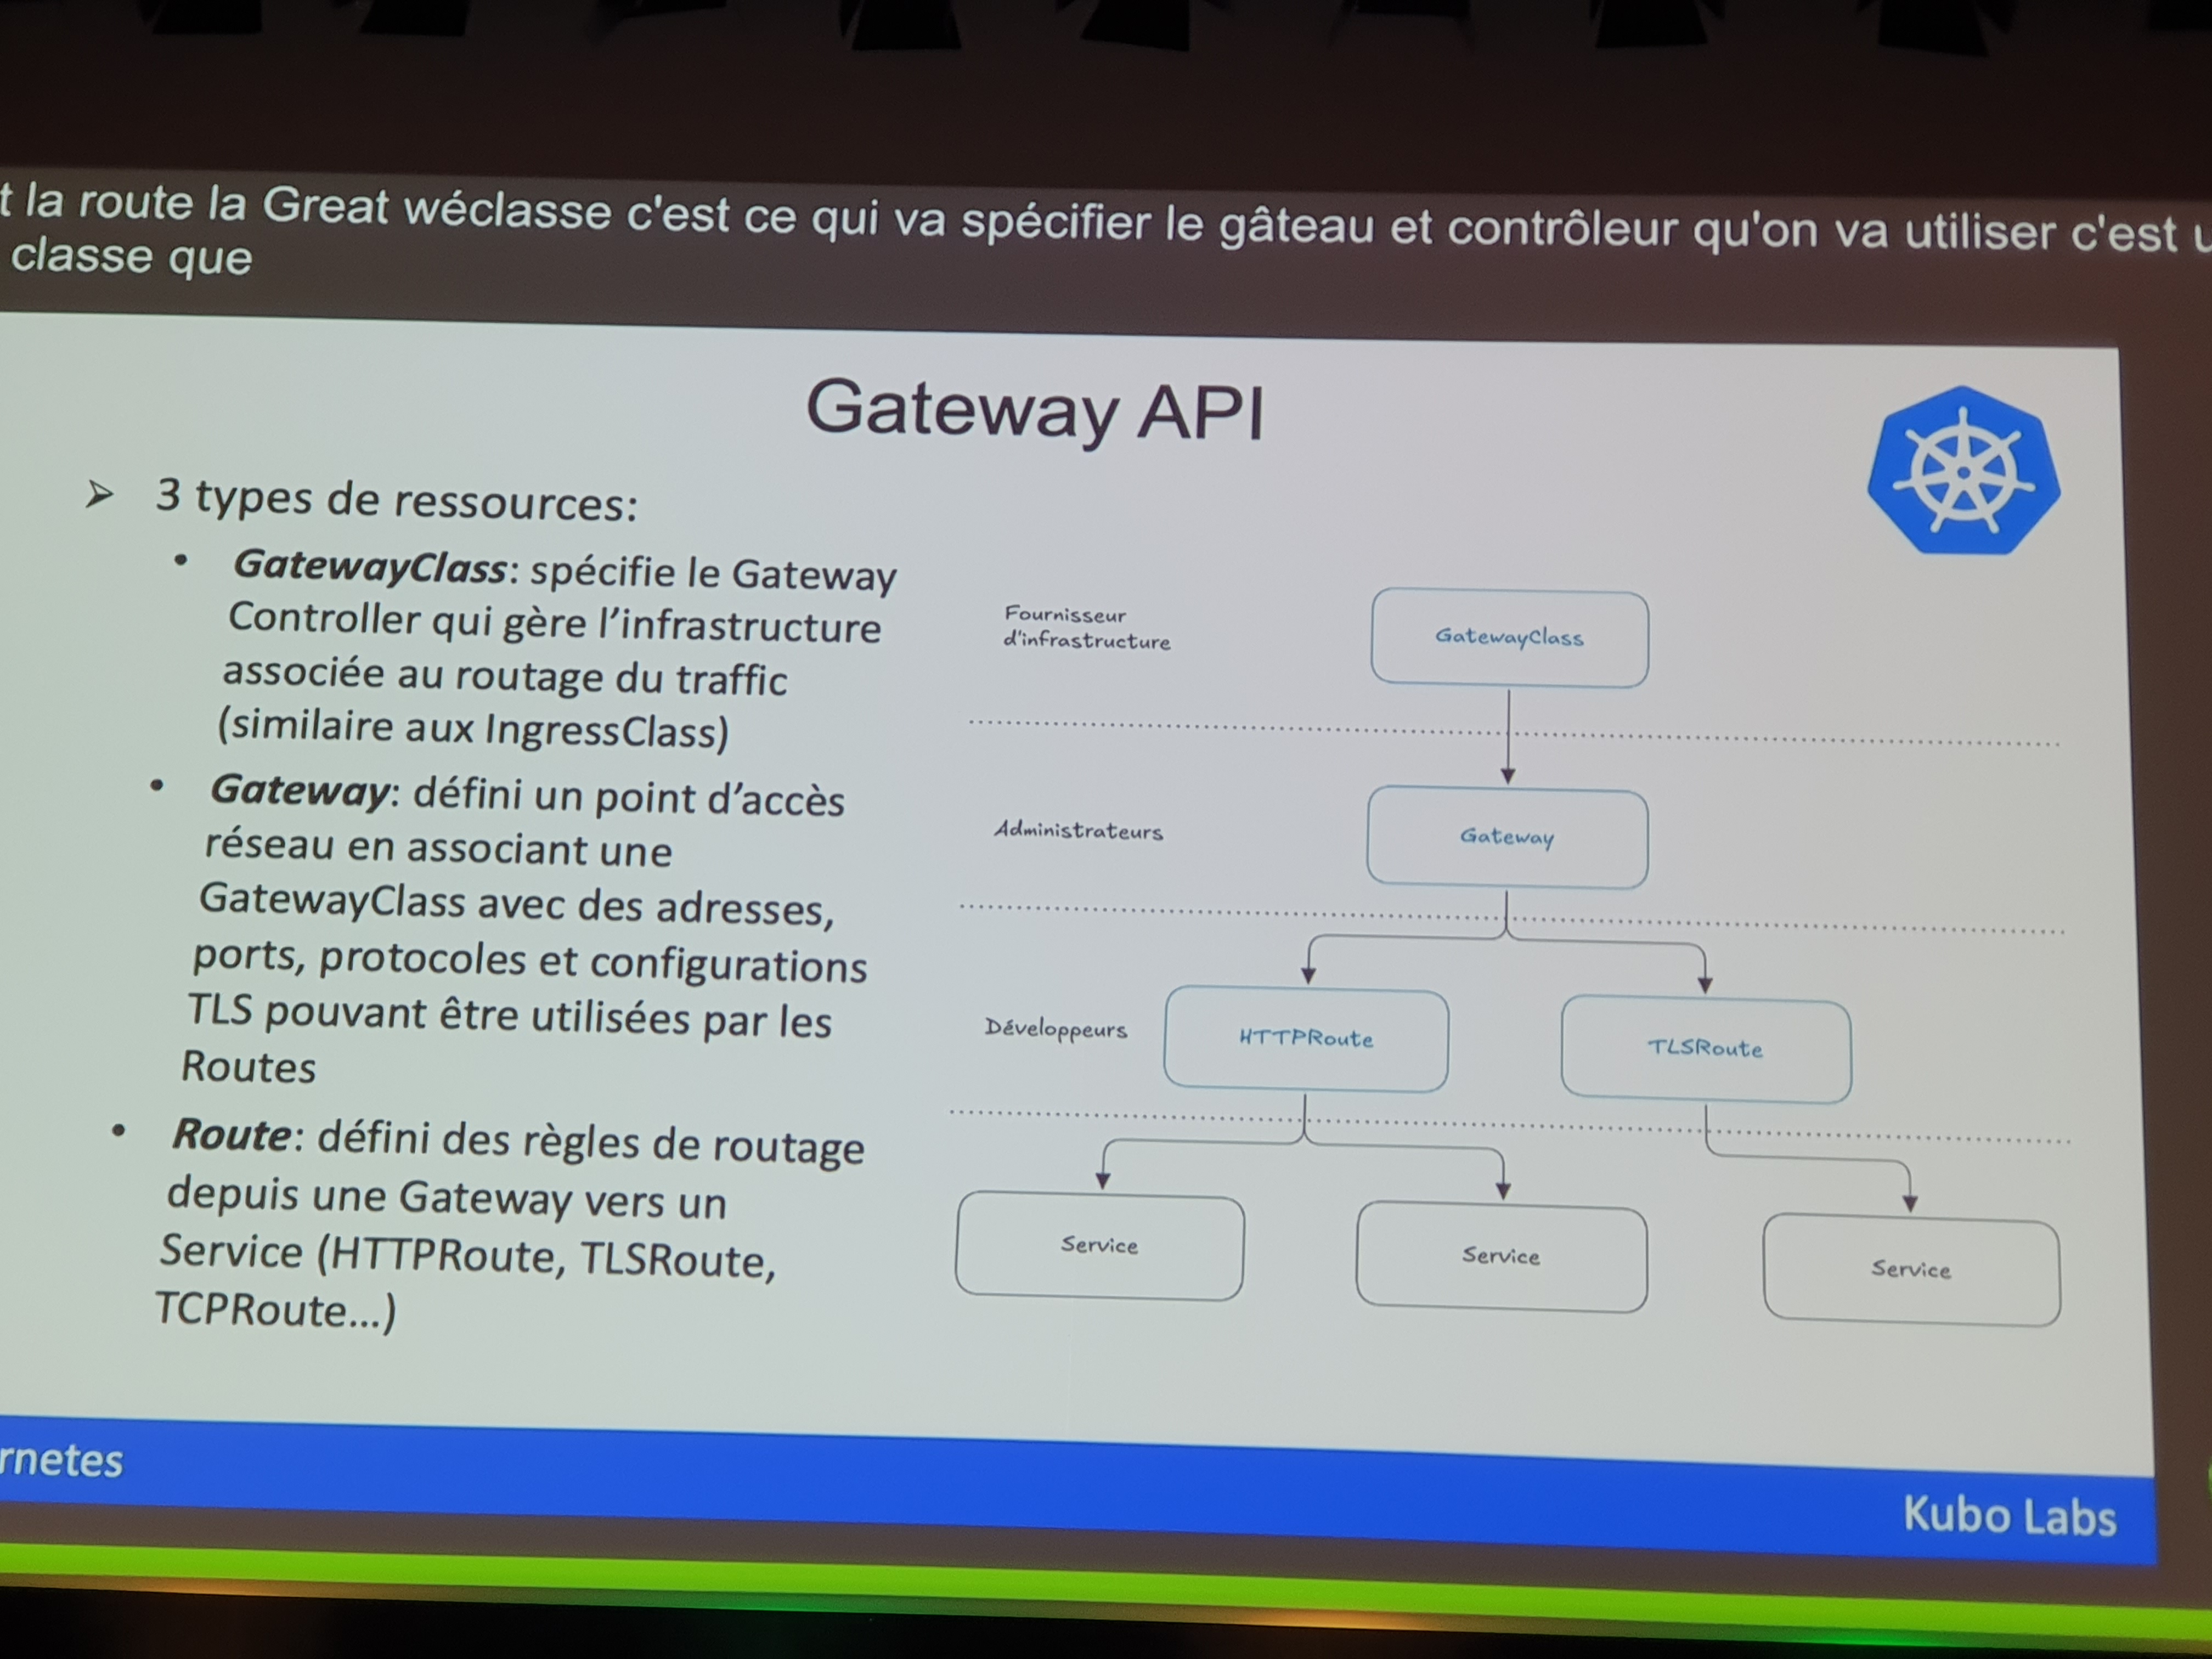 t la route la Great wéclasse c'est ce qui va spécifier le gâteau et contrôleur qu'on va utiliser c'est u
classe que
Gateway API
➢ 3 types de ressources:
• GatewayClass: spécifie le Gateway
Controller qui gère l'infrastructure
associée au routage du traffic
(similaire aux IngressClass)
• Gateway: défini un point d'accès
réseau en associant une
GatewayClass avec des adresses,
ports, protocoles et configurations
TLS pouvant être utilisées par les
Routes
• Route: défini des règles de routage
depuis une Gateway vers un
Service (HTTPRoute, TLSRoute,
TCPRoute...)
Fournisseur
d'infrastructure
GatewayClass
Administrateurs
Gateway
Développeurs
HTTPRoute
TLSRoute
Service
Service
Service
rnetes
Kubo Labs